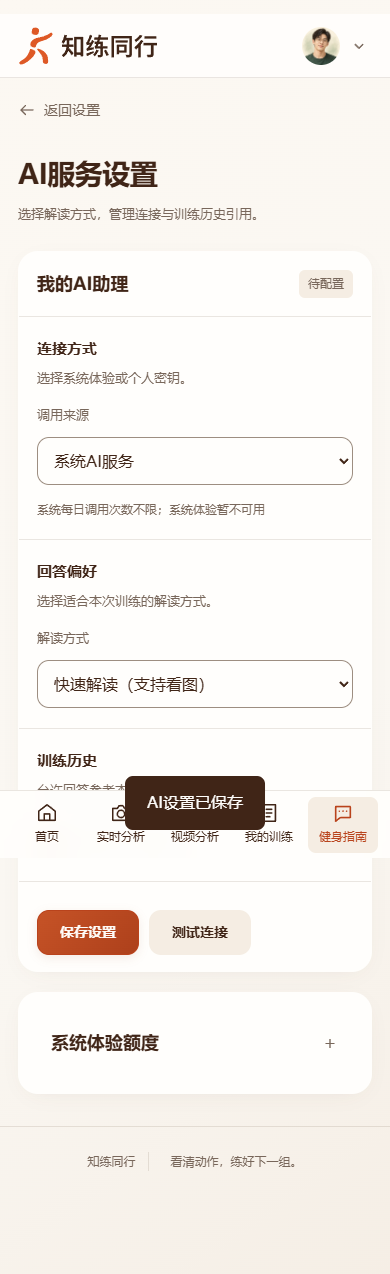 知练同行
返回设置
AI服务设置
选择解读方式，管理连接与训练历史引用。
我的AI助理
待配置
连接方式
选择系统体验或个人密钥。
调用来源
系统AI服务
系统每日调用次数不限；系统体验暂不可用
回答偏好
选择适合本次训练的解读方式。
解读方式
快速解读（支持看图）
训练历史
AI设置已保存
首页
实时分析
视频分析
我的训练
健身指南
保存设置
测试连接
系统体验额度
+
知练同行
看清动作，练好下一组。